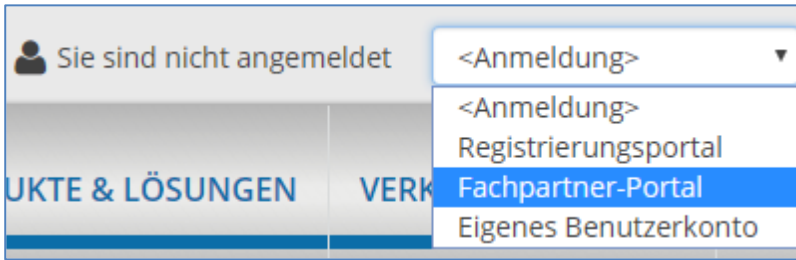 Sie sind nicht angemeldet
<Anmeldung>
<Anmeldung>
Registrierungsportal
Fachpartner-Portal
Eigenes Benutzerkonto
UKTE & LÖSUNGEN
VERK